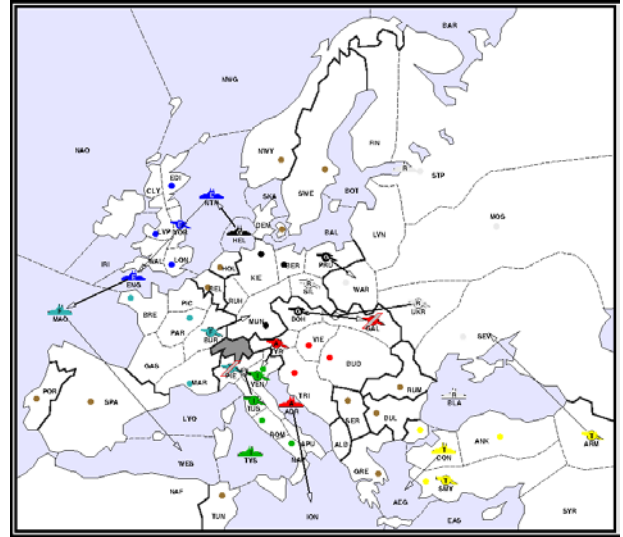 BAR
NWG
NAO
FIN
NWY
STP
SWE
BOT
EDI
CLY
NTH
SKA
MOS
DEN
LVP
YOR
HEL
BAL
LVN
WAL
LON
HOL
KIE
BER
PRU
IRI
ENG
BEL
RUH
WAR
MAO
PIC
BOH
UKR
BRE
MUN
GAL
PAR
BUR
SEV
TYR
VIE
GAS
BUD
PIE
VEN
MAR
TRI
RUM
BLA
POR
SPA
TUS
ADR
SER
BUL
ANK
ARM
LYO
ROM
APU
ALB
CON
WES
TYS
NAP
GRE
SMY
NAF
AEG
SYR
TUN
ION
EAS